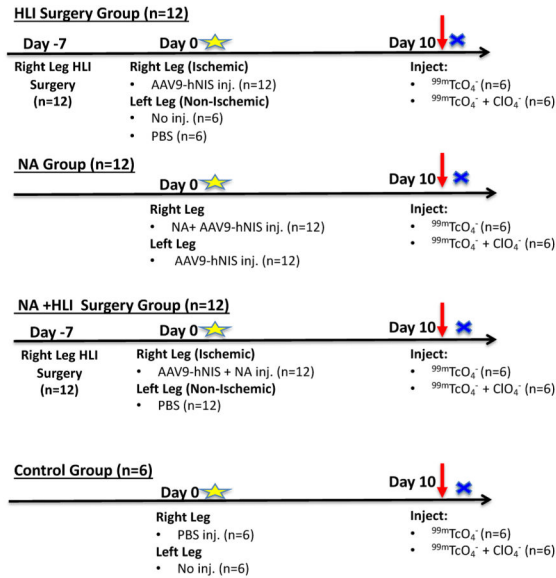 HLI Surgery Group (n=12)
Day -7 Day 0 Day 10
Right Leg HLI
Surgery
(n=12)
Right Leg (Ischemic)
• AAV9-hNIS inj. (n=12)
Left Leg (Non-Ischemic)
• No inj. (n=6)
• PBS (n=6)
Inject:
• ⁹⁹ᵐTcO₄⁻ (n=6)
• ⁹⁹ᵐTcO₄⁻ + ClO₄⁻ (n=6)
NA Group (n=12)
Day 0 Day 10
Right Leg
• NA+ AAV9-hNIS inj. (n=12)
Left Leg
• AAV9-hNIS inj. (n=12)
Inject:
• ⁹⁹ᵐTcO₄⁻ (n=6)
• ⁹⁹ᵐTcO₄⁻ + ClO₄⁻ (n=6)
NA +HLI Surgery Group (n=12)
Day -7 Day 0 Day 10
Right Leg HLI
Surgery
(n=12)
Right Leg (Ischemic)
• AAV9-hNIS + NA inj. (n=12)
Left Leg (Non-Ischemic)
• PBS (n=12)
Inject:
• ⁹⁹ᵐTcO₄⁻ (n=6)
• ⁹⁹ᵐTcO₄⁻ + ClO₄⁻ (n=6)
Control Group (n=6)
Day 0 Day 10
Right Leg
• PBS inj. (n=6)
Left Leg
• No inj. (n=6)
Inject:
• ⁹⁹ᵐTcO₄⁻ (n=6)
• ⁹⁹ᵐTcO₄⁻ + ClO₄⁻ (n=6)